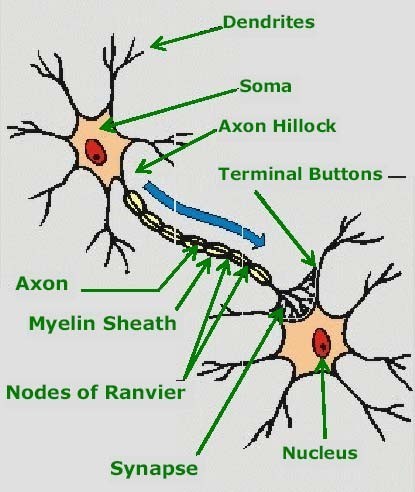 Dendrites
Soma
Axon Hillock
Terminal Buttons
Axon
Myelin Sheath
Nodes of Ranvier
Nucleus
Synapse